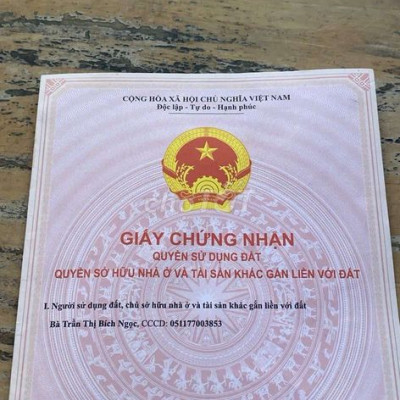 CỘNG HÒA XÃ HỘI CHỦ NGHĨA VIỆT NAM
Độc lập - Tự do - Hạnh phúc
GIẤY CHỨNG NHẬN
QUYỀN SỬ DỤNG ĐẤT
QUYỀN SỞ HỮU NHÀ Ở VÀ TÀI SẢN KHÁC GẮN LIỀN VỚI ĐẤT
I. Người sử dụng đất, chủ sở hữu nhà ở và tài sản khác gắn liền với đất
Bà Trần Thị Bích Ngọc, CCCD: 051177003853